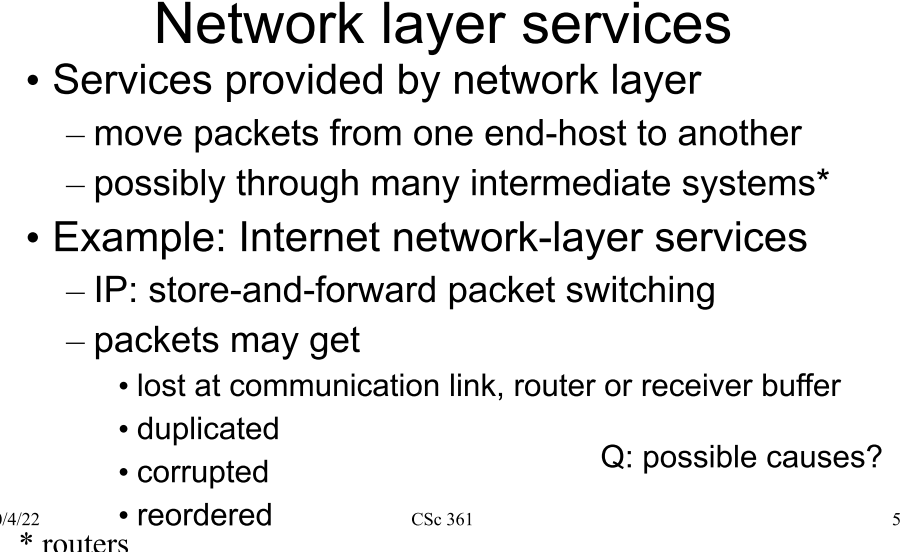 Network layer services
• Services provided by network layer
– move packets from one end-host to another
– possibly through many intermediate systems*
• Example: Internet network-layer services
– IP: store-and-forward packet switching
– packets may get
• lost at communication link, router or receiver buffer
• duplicated
• corrupted
Q: possible causes?
• reordered
/4/22
CSc 361
5
* routers